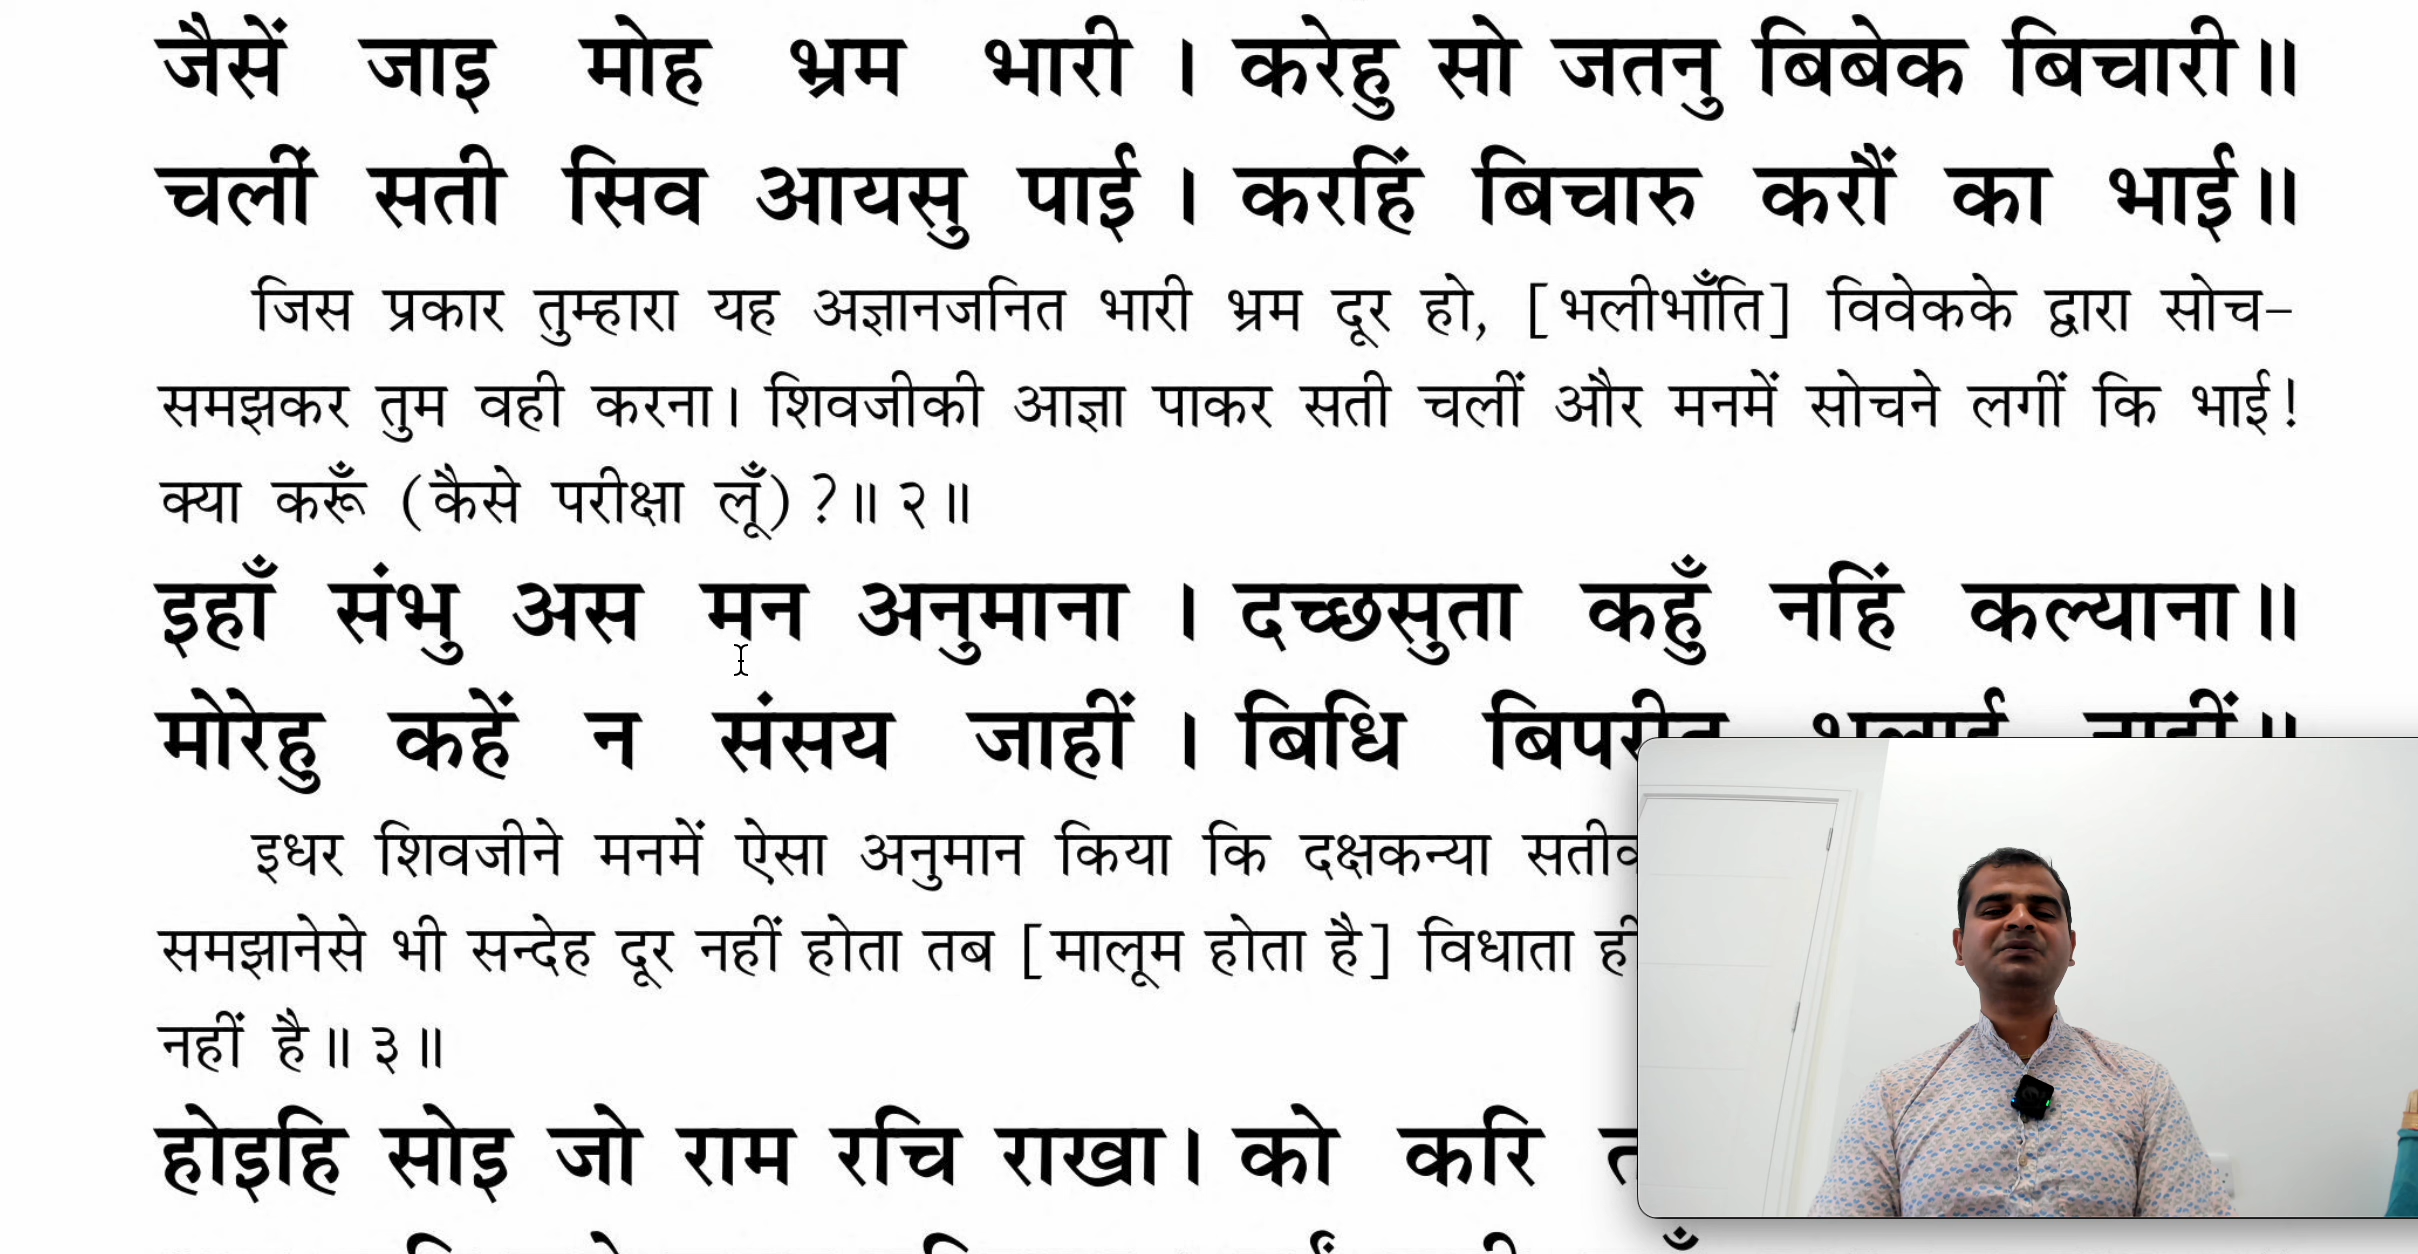 जैसें जाइ मोह भ्रम भारी । करेहु सो जतनु बिबेक बिचारी॥
चलीं सती सिव आयसु पाई । करहिं बिचारु करौं का भाई॥
जिस प्रकार तुम्हारा यह अज्ञानजनित भारी भ्रम दूर हो, [भलीभाँति] विवेकके द्वारा सोच-
समझकर तुम वही करना। शिवजीकी आज्ञा पाकर सती चलीं और मनमें सोचने लगीं कि भाई!
क्या करूँ (कैसे परीक्षा लूँ)?॥ २॥
इहाँ संभु अस मन अनुमाना । दच्छसुता कहुँ नहिं कल्याना॥
मोरेहु कहें न संसय जाहीं । बिधि बिपरीत भलाई नाहीं॥
इधर शिवजीने मनमें ऐसा अनुमान किया कि दक्षकन्या
समझानेसे भी सन्देह दूर नहीं होता तब [मालूम होता है] विधाता
नहीं है॥ ३॥
होइहि सोइ जो राम रचि राखा। को करि